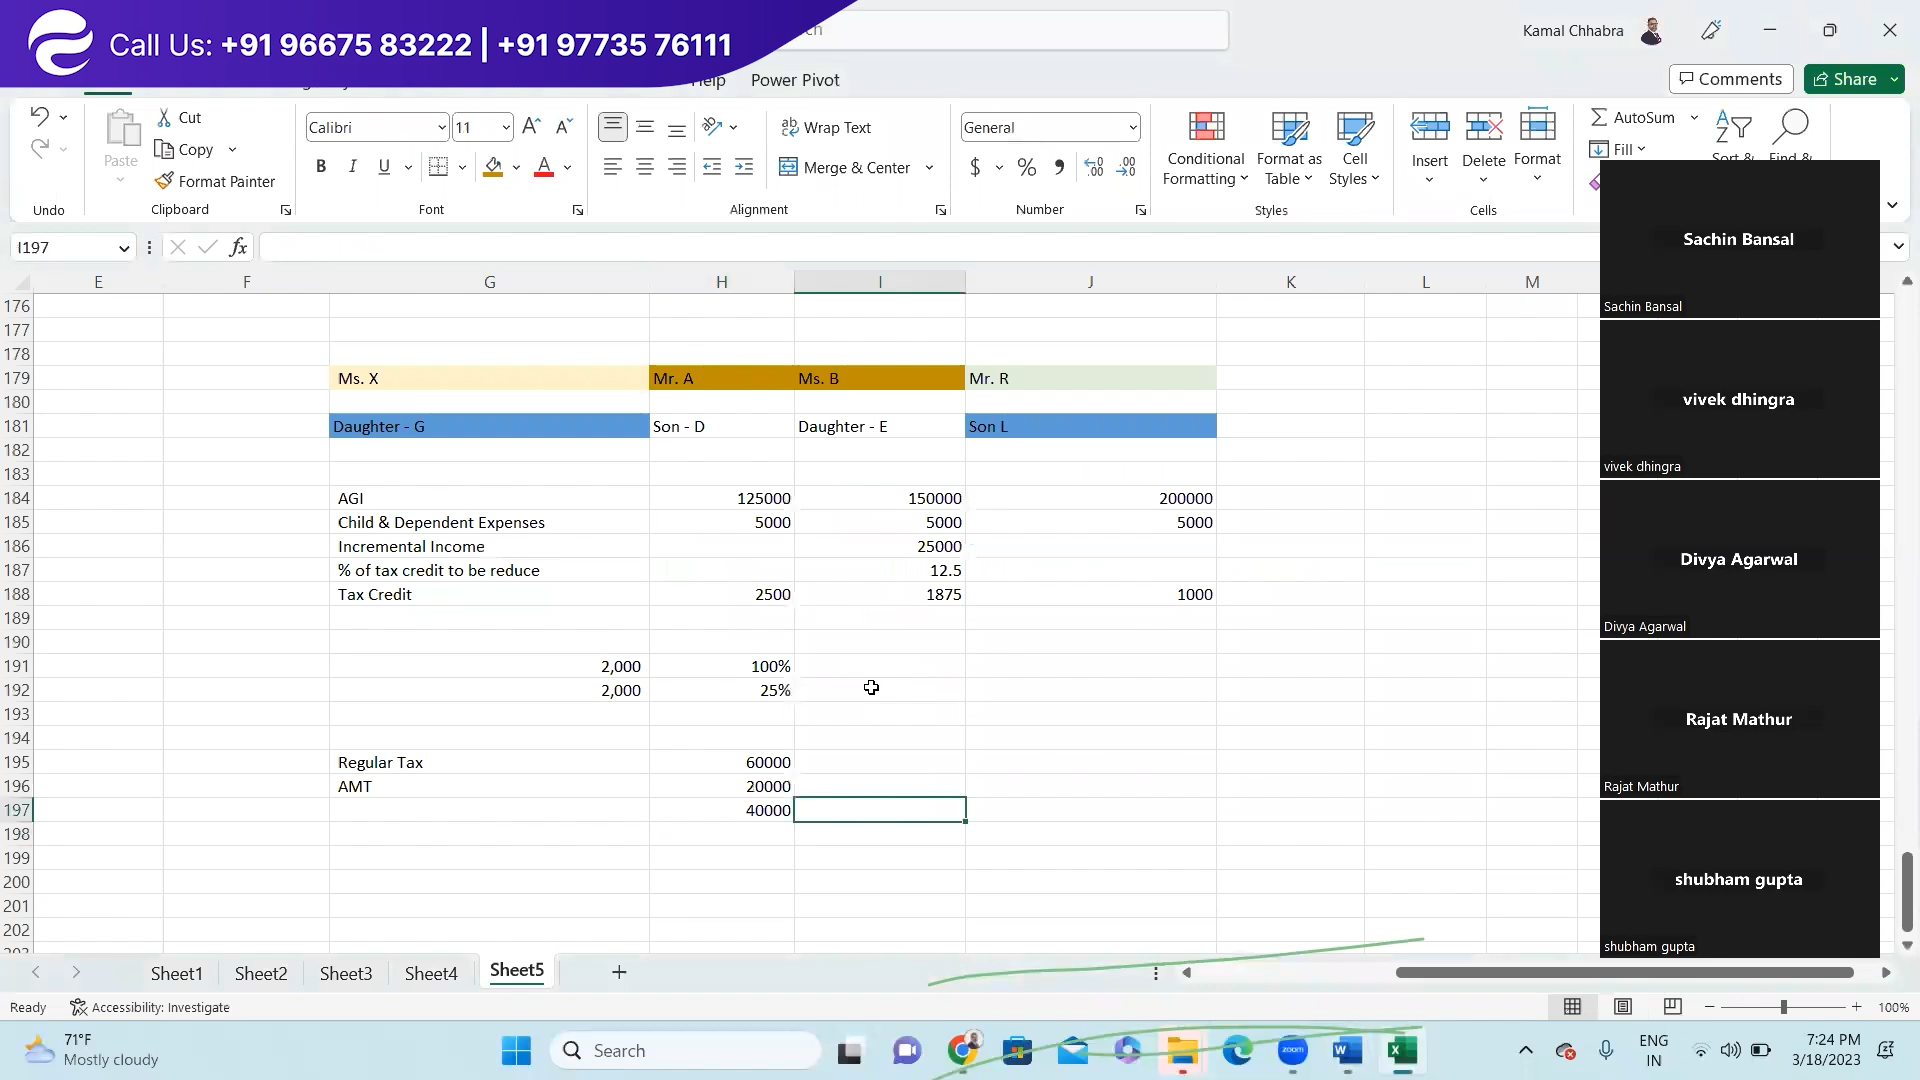 Call Us: +91 96675 83222 | +91 97735 76111
Kamal Chhabra
Power Pivot
Comments
Share
Cut
Copy
Paste
Format Painter
Calibri
11
Wrap Text
Merge & Center
General
Conditional Formatting
Format as Table
Cell Styles
Insert
Delete
Format
AutoSum
Fill
Undo
Clipboard
Font
Alignment
Number
Styles
Cells
I197
fx
E F G H I J K L M
176
177
178
179 Ms. X Mr. A Ms. B Mr. R
180
181 Daughter - G Son - D Daughter - E Son L
182
183
184 AGI 125000 150000 200000
185 Child & Dependent Expenses 5000 5000 5000
186 Incremental Income 25000
187 % of tax credit to be reduce 12.5
188 Tax Credit 2500 1875 1000
189
190
191 2,000 100%
192 2,000 25%
193
194
195 Regular Tax 60000
196 AMT 20000
197 40000
198
199
200
201
202
Sachin Bansal
Sachin Bansal
vivek dhingra
vivek dhingra
Divya Agarwal
Divya Agarwal
Rajat Mathur
Rajat Mathur
shubham gupta
shubham gupta
Sheet1 Sheet2 Sheet3 Sheet4 Sheet5
Ready
Accessibility: Investigate
100%
71°F
Mostly cloudy
Search
zoom
ENG
IN
7:24 PM
3/18/2023